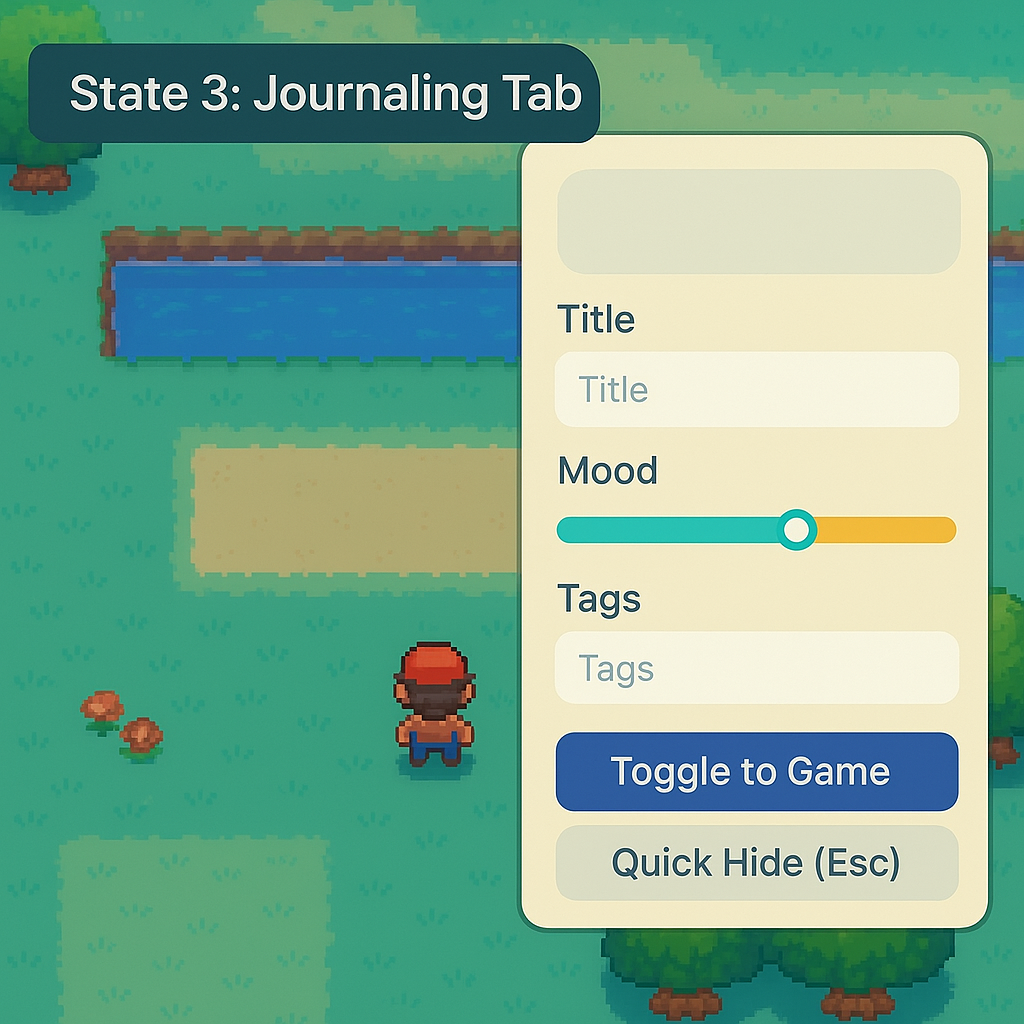 State 3: Journaling Tab
Title
Title
Mood
Tags
Tags
Toggle to Game
Quick Hide (Esc)